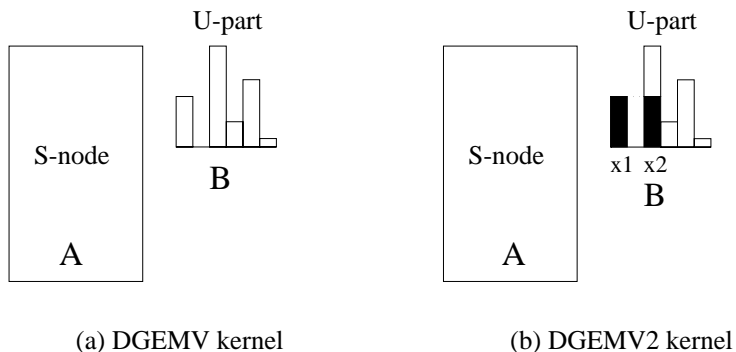 U-part
S-node
B
A
(a) DGEMV kernel
U-part
S-node
x1 x2
B
A
(b) DGEMV2 kernel